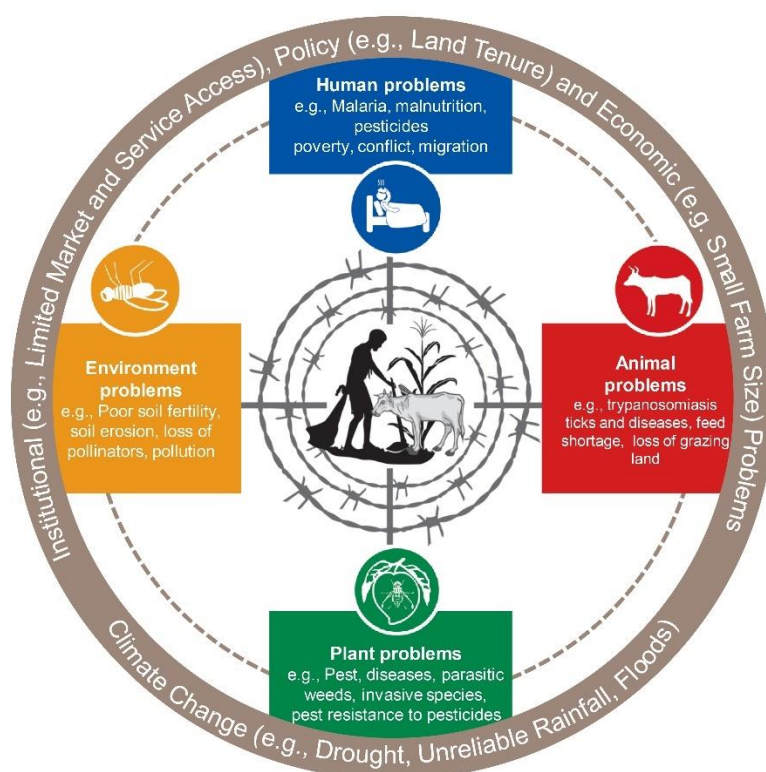 Institutional (e.g., Limited Market and Service Access), Policy (e.g., Land Tenure) and Economic (e.g. Small Farm Size) Problems
Human problems
e.g., Malaria, malnutrition,
pesticides
poverty, conflict, migration
Environment
problems
e.g., Poor soil fertility,
soil erosion, loss of
pollinators, pollution
Animal
problems
e.g., trypanosomiasis
ticks and diseases, feed
shortage, loss of grazing
land
Plant problems
e.g., Pest, diseases, parasitic
weeds, invasive species,
pest resistance to pesticides
Climate Change (e.g., Drought, Unreliable Rainfall, Floods)